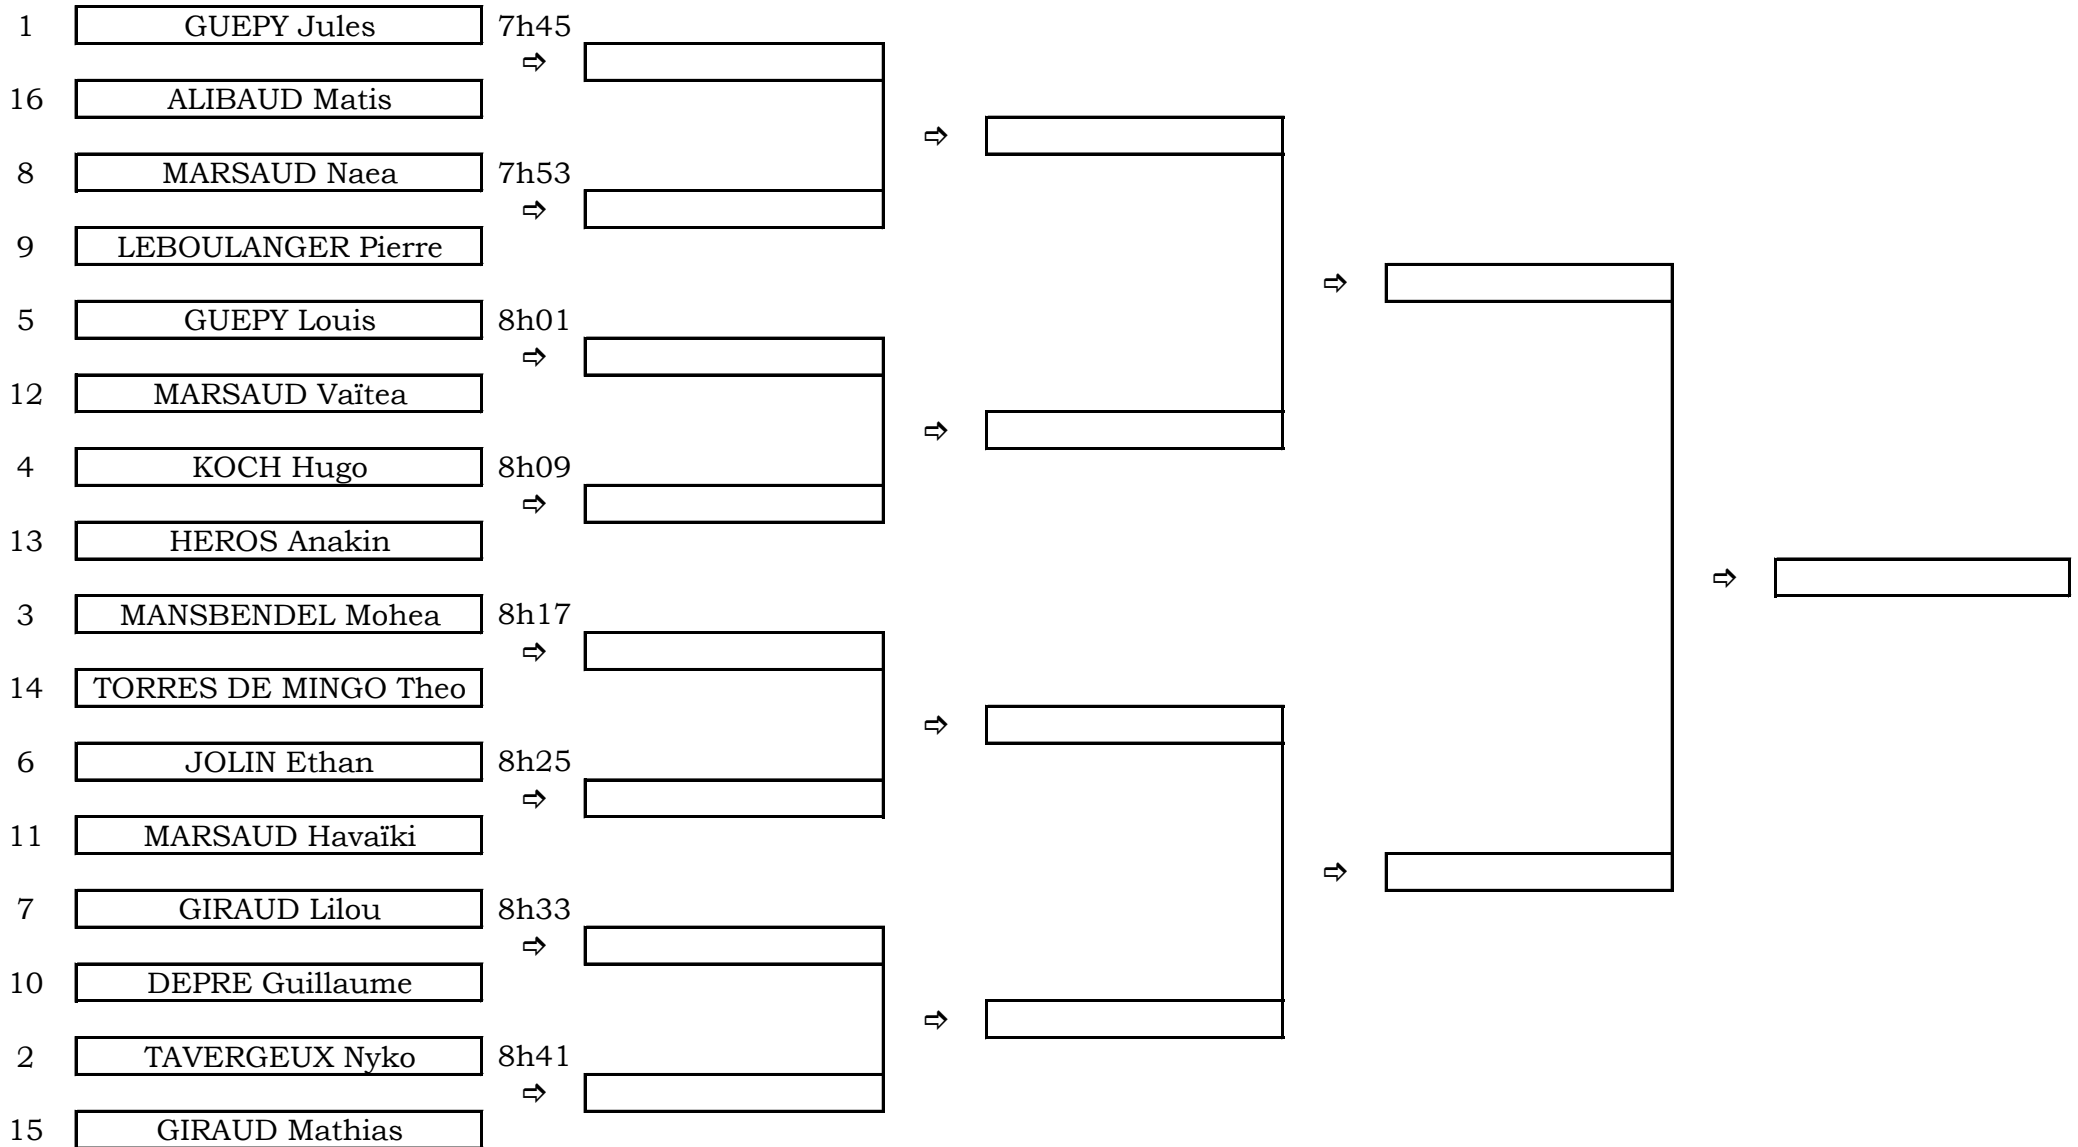 1 GUEPY Jules 7h45
⇨
16 ALIBAUD Matis
⇨
8 MARSAUD Naea 7h53
⇨
9 LEBOULANGER Pierre
⇨
5 GUEPY Louis 8h01
⇨
12 MARSAUD Vaïtea
⇨
4 KOCH Hugo 8h09
⇨
13 HEROS Anakin
⇨
3 MANSBENDEL Mohea 8h17
⇨
14 TORRES DE MINGO Theo
⇨
6 JOLIN Ethan 8h25
⇨
11 MARSAUD Havaïki
⇨
7 GIRAUD Lilou 8h33
⇨
10 DEPRE Guillaume
⇨
2 TAVERGEUX Nyko 8h41
⇨
15 GIRAUD Mathias